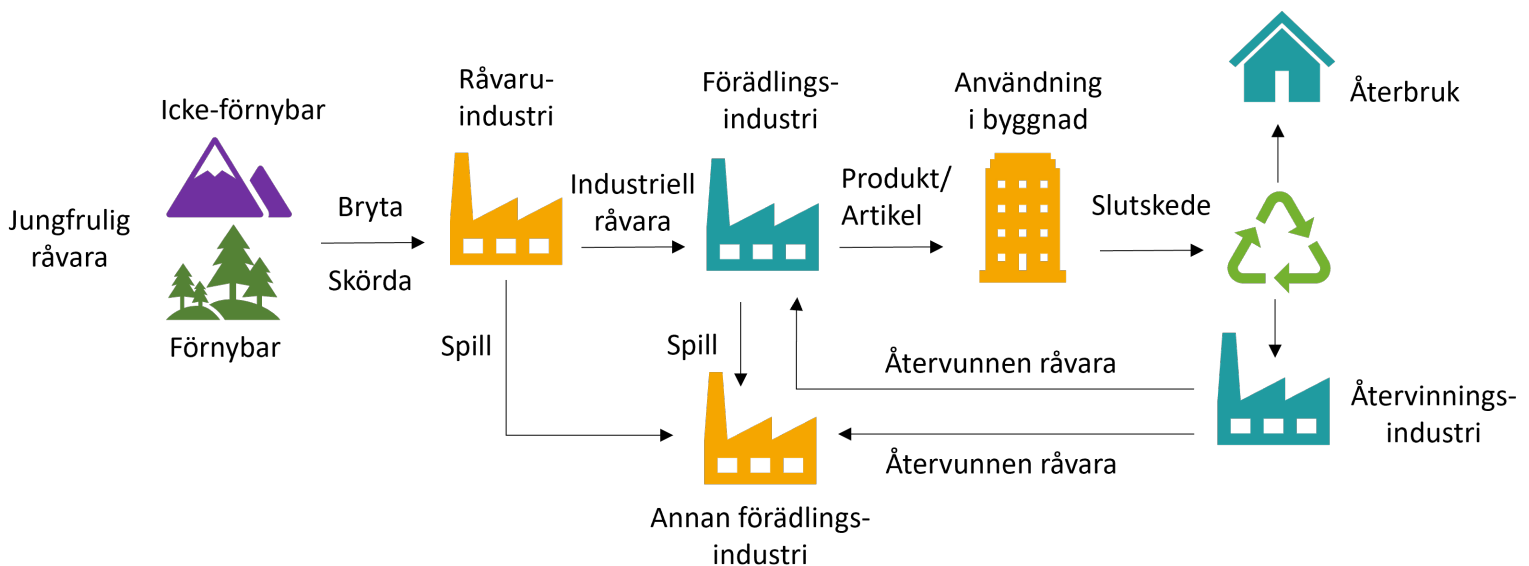 Jungfrulig
råvara
Icke-förnybar
Förnybar
Bryta
Skörda
Råvaru-
industri
Industriell
råvara
Spill
Förädlings-
industri
Spill
Produkt/
Artikel
Användning
i byggnad
Slutskede
Återbruk
Återvinnings-
industri
Återvunnen råvara
Återvunnen råvara
Annan förädlings-
industri